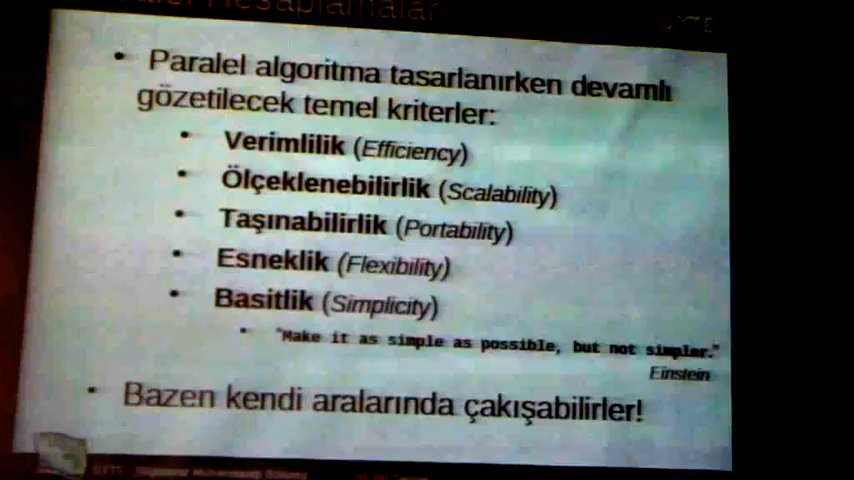 Hesaplamalar
• Paralel algoritma tasarlanırken devamlı
gözetilecek temel kriterler:
• Verimlilik (Efficiency)
• Ölçeklenebilirlik (Scalability)
• Taşınabilirlik (Portability)
• Esneklik (Flexibility)
• Basitlik (Simplicity)
• "Make it as simple as possible, but not simpler."
Einstein
• Bazen kendi aralarında çakışabilirler!